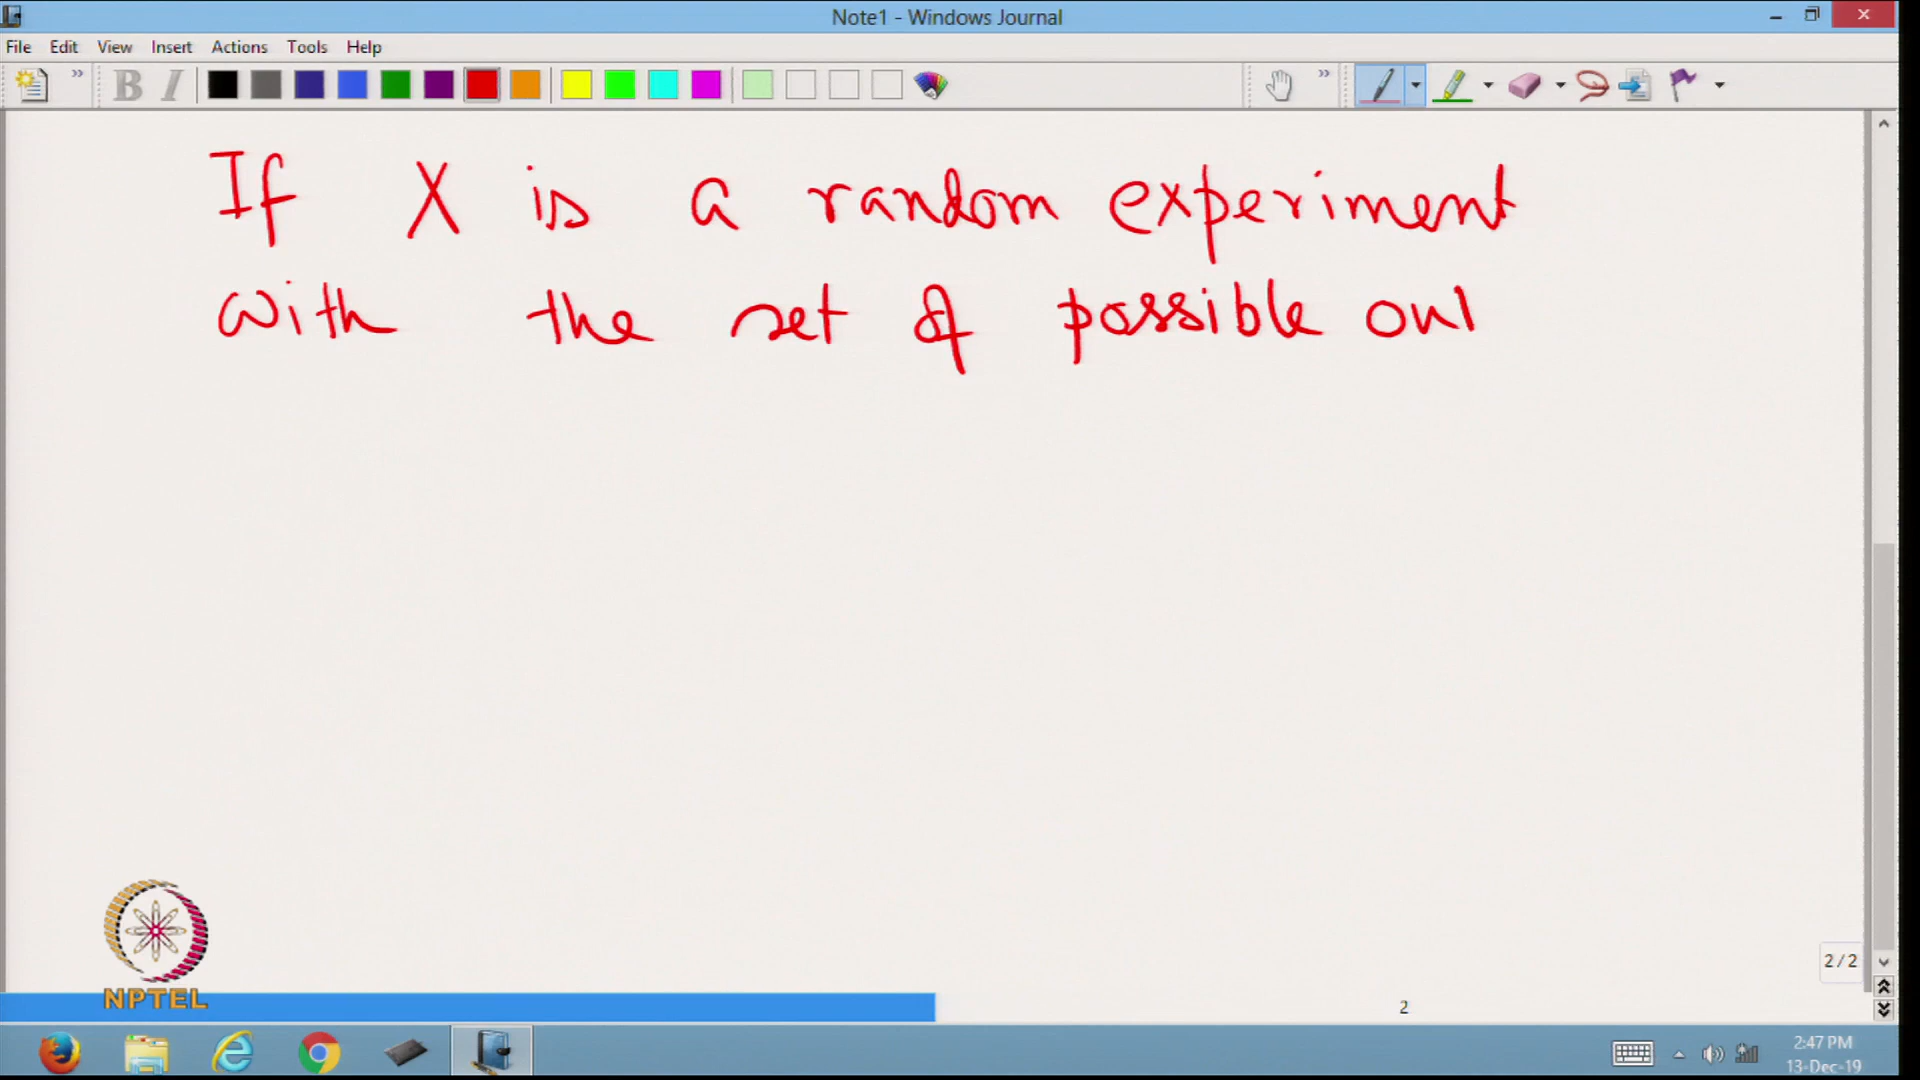 Note1 - Windows Journal
File Edit View Insert Actions Tools Help
B I
If X is a random experiment
with the set of possible out
2 / 2
NPTEL
2
2:47 PM
13-Dec-19